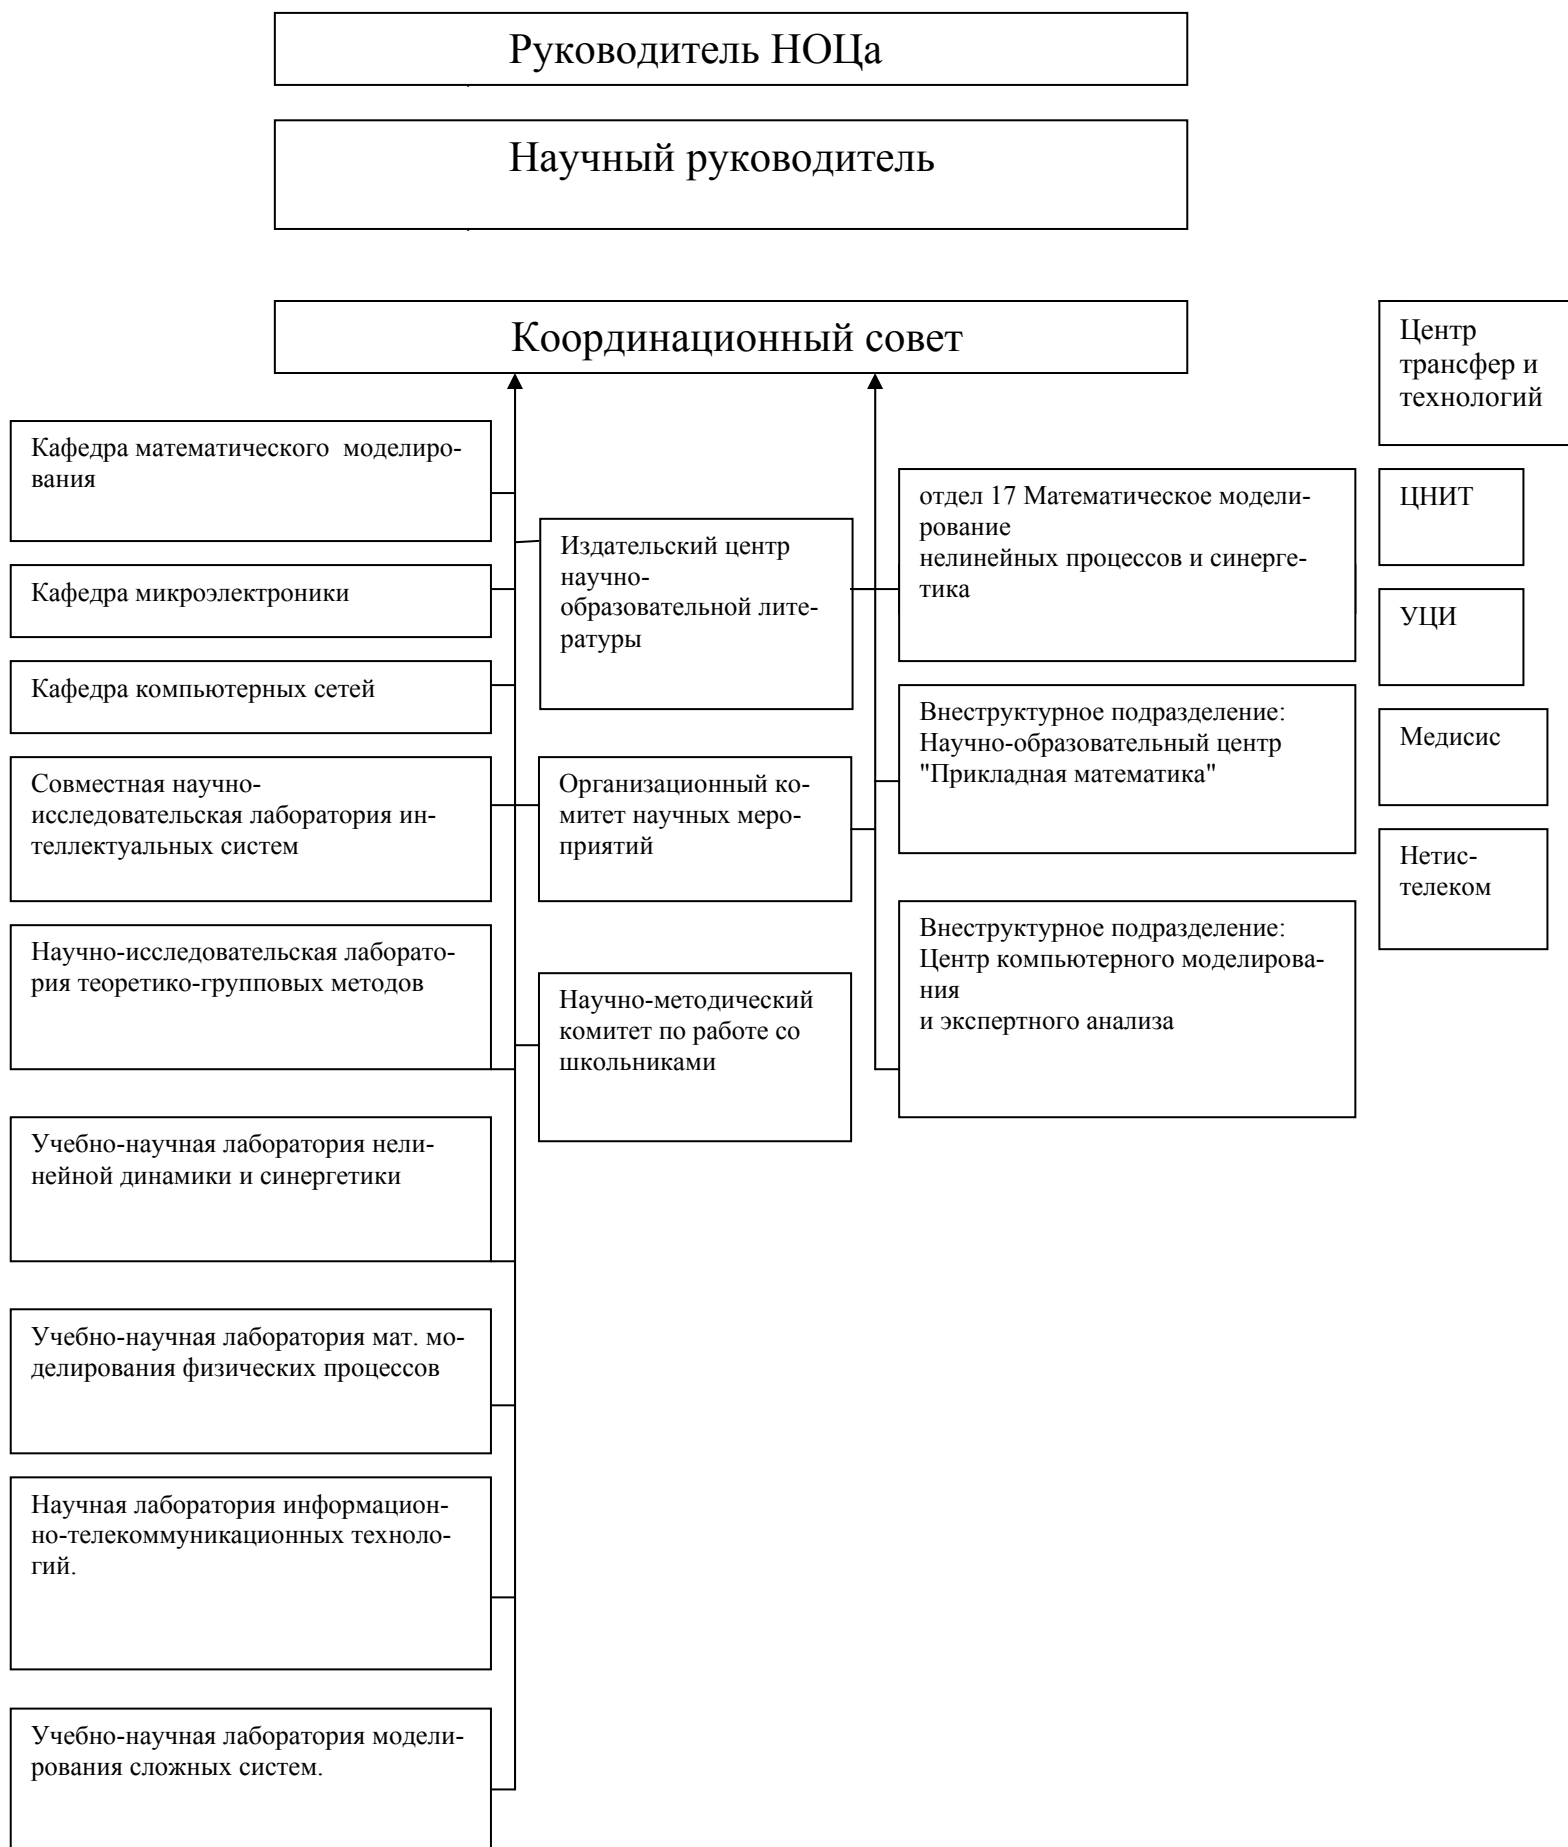 Руководитель НОЦа
Научный руководитель
Координационный совет
Кафедра математического  моделиро-
вания
Кафедра микроэлектроники
Кафедра компьютерных сетей
Совместная научно-
исследовательская лаборатория ин-
теллектуальных систем
Научно-исследовательская лаборато-
рия теоретико-групповых методов
Учебно-научная лаборатория нели-
нейной динамики и синергетики
Учебно-научная лаборатория мат. мо-
делирования физических процессов
Научная лаборатория информацион-
но-телекоммуникационных техноло-
гий.
Учебно-научная лаборатория модели-
рования сложных систем.
Издательский центр
научно-
образовательной лите-
ратуры
Организационный ко-
митет научных меро-
приятий
Научно-методический
комитет по работе со
школьниками
отдел 17 Математическое модели-
рование
нелинейных процессов и синерге-
тика
Внеструктурное подразделение:
Научно-образовательный центр
"Прикладная математика"
Внеструктурное подразделение:
Центр компьютерного моделирова-
ния
и экспертного анализа
Центр
трансфер и
технологий
ЦНИТ
УЦИ
Медисис
Нетис-
телеком